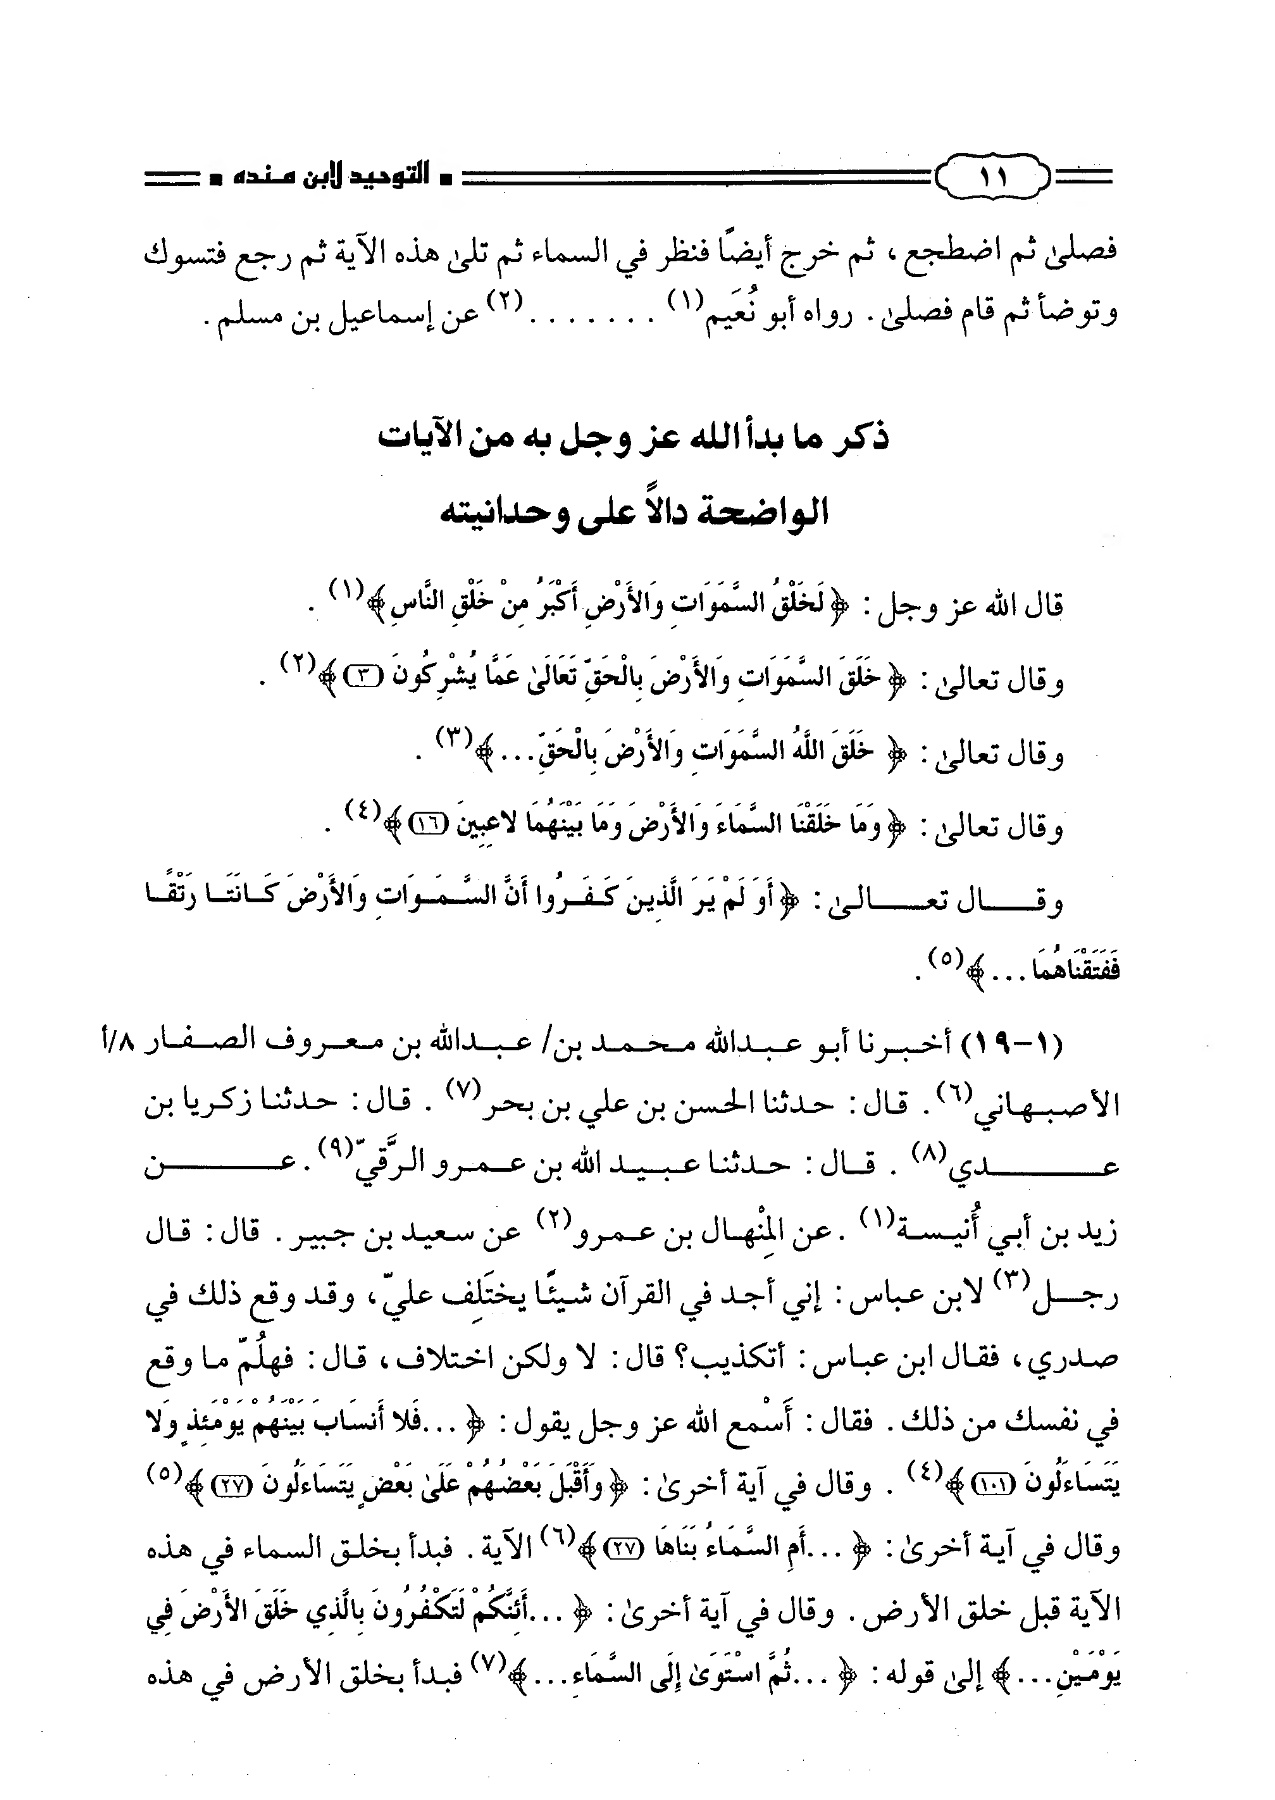 ١١ ■ التوحيد لابن منده ■
فصلىٰ ثم اضطجع ، ثم خرج أيضًا فنظر في السماء ثم تلىٰ هذه الآية ثم رجع فتسوك
وتوضأ ثم قام فصلىٰ . رواه أبو نُعَيم(١) . . . . . . . (٢) عن إسماعيل بن مسلم .
ذكر ما بدأ الله عز وجل به من الآيات
الواضحة دالاً على وحدانيته
قال الله عز وجل : ﴿ لَخَلْقُ السَّمَوَاتِ وَالأَرْضِ أَكْبَرُ مِنْ خَلْقِ النَّاسِ ﴾(١) .
وقال تعالىٰ : ﴿ خَلَقَ السَّمَوَاتِ وَالأَرْضَ بِالْحَقِّ تَعَالَىٰ عَمَّا يُشْرِكُونَ (٣) ﴾(٢) .
وقال تعالىٰ : ﴿ خَلَقَ اللَّهُ السَّمَوَاتِ وَالأَرْضَ بِالْحَقِّ ... ﴾(٣) .
وقال تعالىٰ : ﴿ وَمَا خَلَقْنَا السَّمَاءَ وَالأَرْضَ وَمَا بَيْنَهُمَا لاعِبِينَ (١٦) ﴾(٤) .
وقال تعالىٰ : ﴿ أَوَ لَمْ يَرَ الَّذِينَ كَفَرُوا أَنَّ السَّمَوَاتِ وَالأَرْضَ كَانَتَا رَتْقًا
فَفَتَقْنَاهُمَا ... ﴾(٥) .
(١-١٩) أخبرنا أبو عبدالله محمد بن/ عبدالله بن معروف الصفار ٨/أ
الأصبهاني(٦) . قال : حدثنا الحسن بن علي بن بحر(٧) . قال : حدثنا زكريا بن
عدي(٨) . قال : حدثنا عبيد الله بن عمرو الرَّقيّ(٩) . عن
زيد بن أبي أُنيسة(١) . عن المِنْهال بن عمرو(٢) عن سعيد بن جبير . قال : قال
رجل(٣) لابن عباس : إني أجد في القرآن شيئًا يختَلِف عليّ ، وقد وقع ذلك في
صدري ، فقال ابن عباس : أتكذيب؟ قال : لا ولكن اختلاف ، قال : فهلُمّ ما وقع
في نفسك من ذلك . فقال : أَسْمع الله عز وجل يقول : ﴿ ...فَلا أَنسَابَ بَيْنَهُمْ يَوْمَئِذٍ وَلا
يَتَسَاءَلُونَ (١٠١) ﴾(٤) . وقال في آية أخرىٰ : ﴿ وَأَقْبَلَ بَعْضُهُمْ عَلَىٰ بَعْضٍ يَتَسَاءَلُونَ (٢٧) ﴾(٥)
وقال في آية أخرىٰ : ﴿ ...أَمِ السَّمَاءُ بَنَاهَا (٢٧) ﴾(٦) الآية . فبدأ بخلق السماء في هذه
الآية قبل خلق الأرض . وقال في آية أخرىٰ : ﴿ ...أَئِنَّكُمْ لَتَكْفُرُونَ بِالَّذِي خَلَقَ الأَرْضَ فِي
يَوْمَيْنِ ... ﴾ إلىٰ قوله : ﴿ ...ثُمَّ اسْتَوَىٰ إِلَى السَّمَاءِ ... ﴾(٧) فبدأ بخلق الأرض في هذه